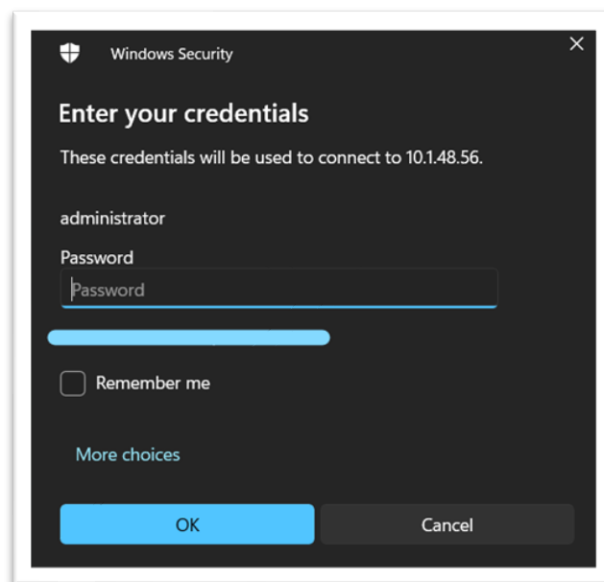 Windows Security
Enter your credentials
These credentials will be used to connect to 10.1.48.56.
administrator
Password
Password
Remember me
More choices
OK
Cancel